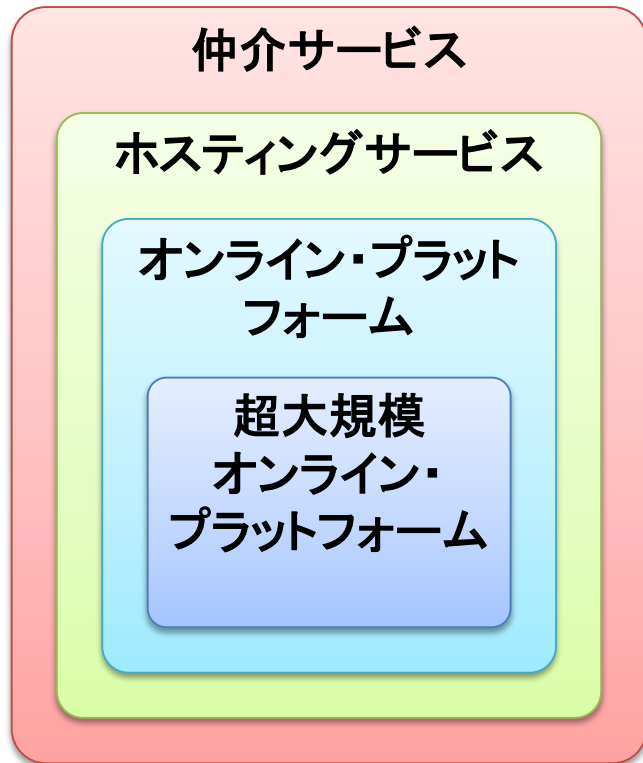 仲介サービス
ホスティングサービス
オンライン・プラット
フォーム
超大規模
オンライン・
プラットフォーム